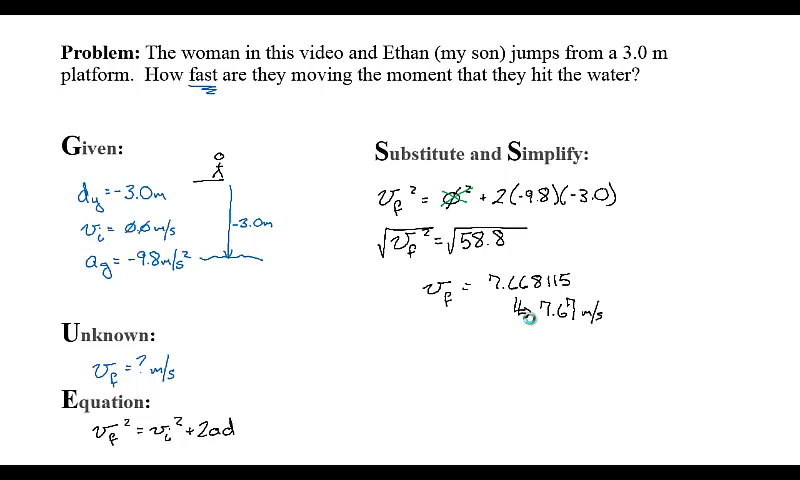 Problem: The woman in this video and Ethan (my son) jumps from a 3.0 m
platform. How fast are they moving the moment that they hit the water?
Given:
dy = -3.0m
vi = 0.0 m/s
ag = -9.8 m/s²
-3.0m
Unknown:
vf = ? m/s
Equation:
vf² = vi² + 2ad
Substitute and Simplify:
vf² = 0² + 2(-9.8)(-3.0)
√vf² = √58.8
vf = 7.668115
↳ 7.67 m/s